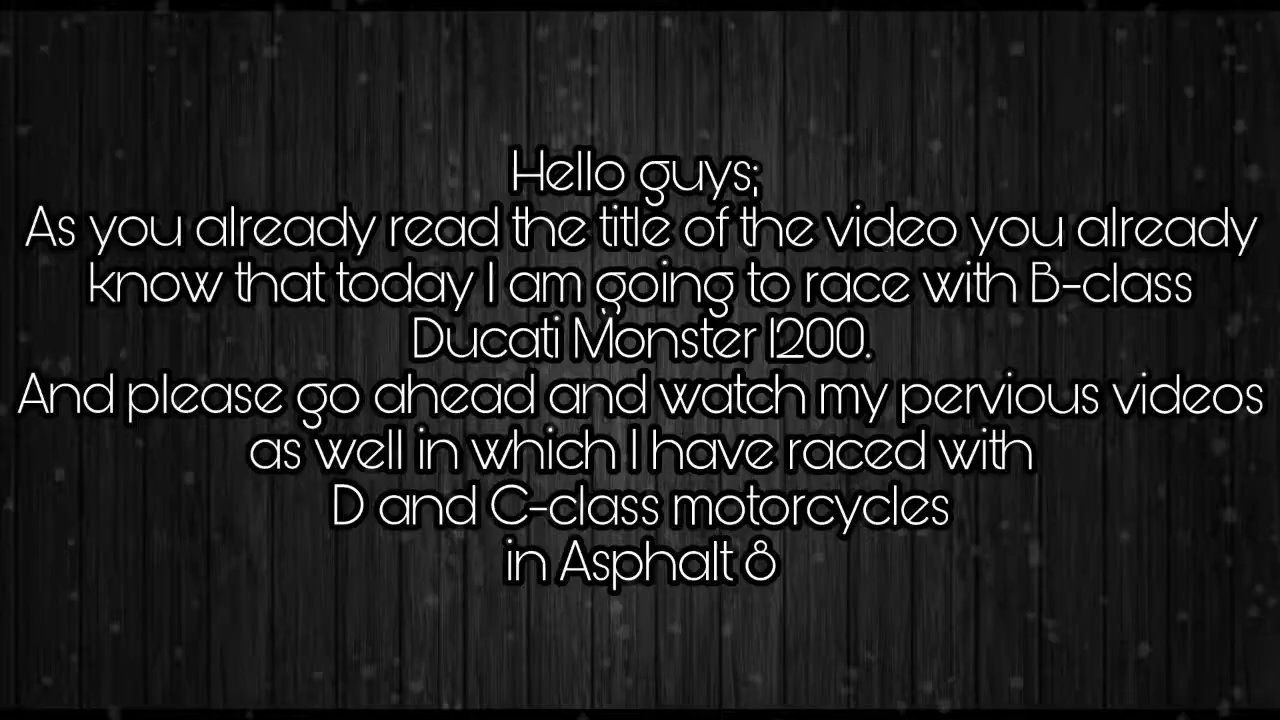 Hello guys;
As you already read the title of the video you already
know that today I am going to race with B-class
Ducati Monster 1200.
And please go ahead and watch my pervious videos
as well in which I have raced with
D and C-class motorcycles
in Asphalt 8